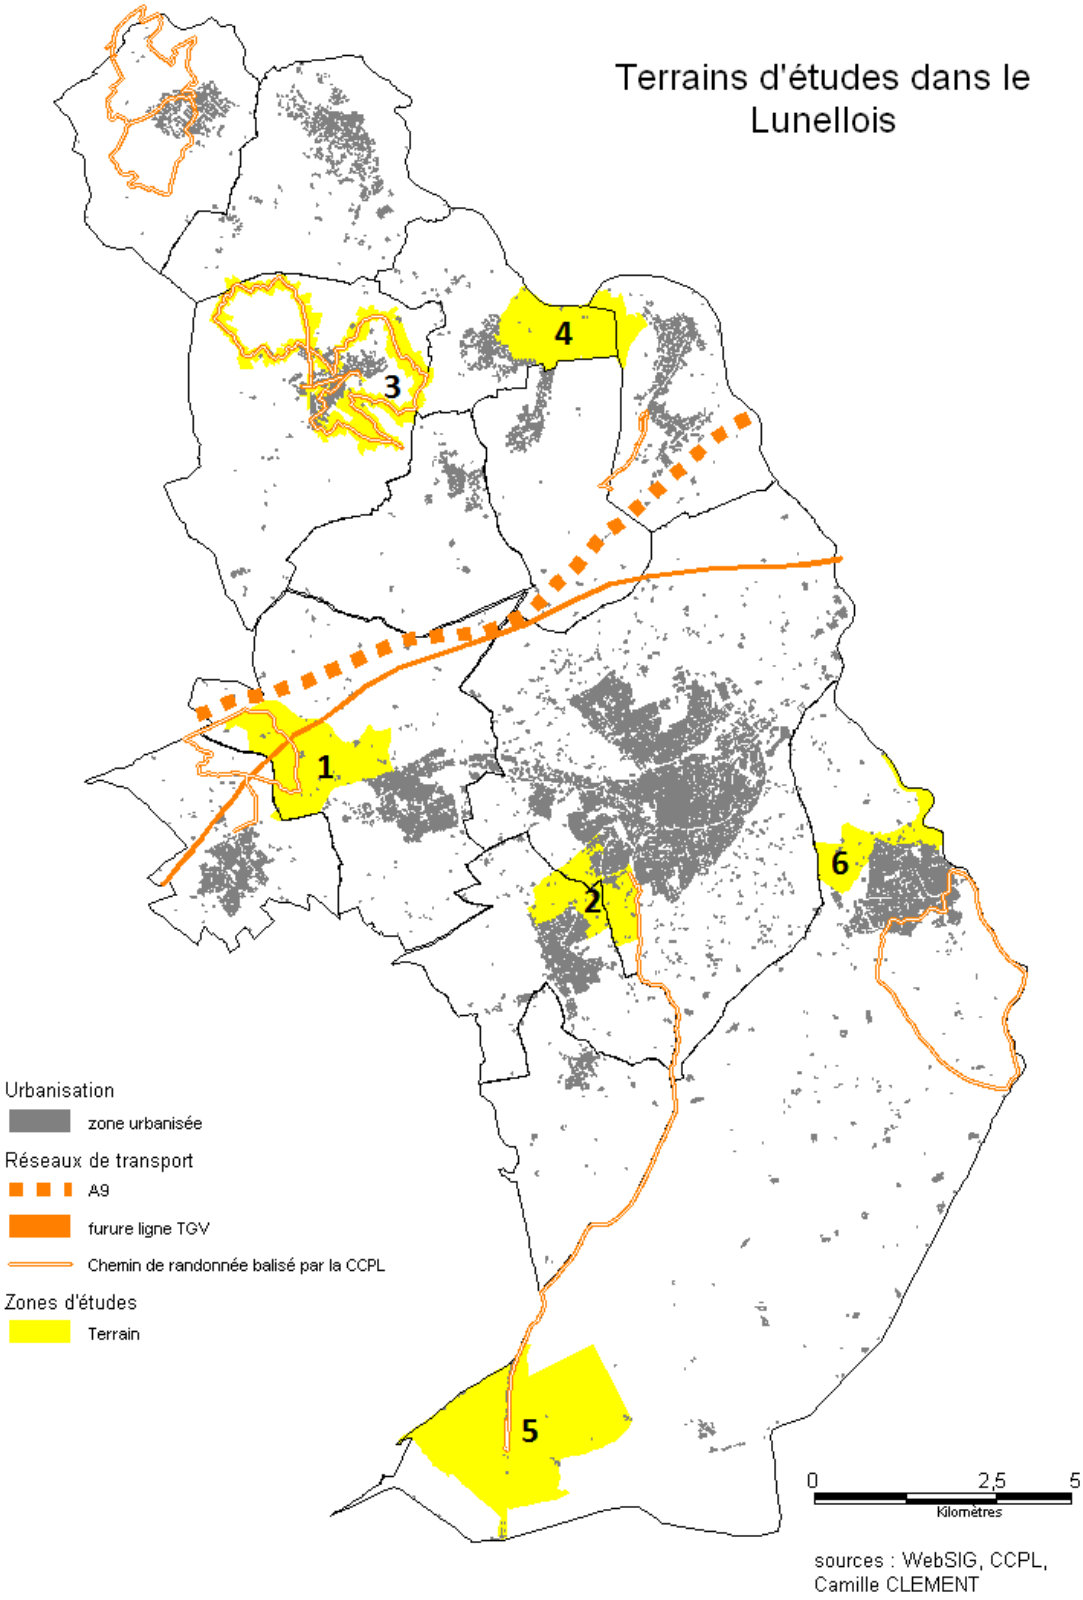 Terrains d'études dans le
Lunellois
4
3
1
6
2
5
Urbanisation
zone urbanisée
Réseaux de transport
A9
furure ligne TGV
Chemin de randonnée balisé par la CCPL
Zones d'études
Terrain
0 2,5 5
Kilomètres
sources : WebSIG, CCPL,
Camille CLEMENT